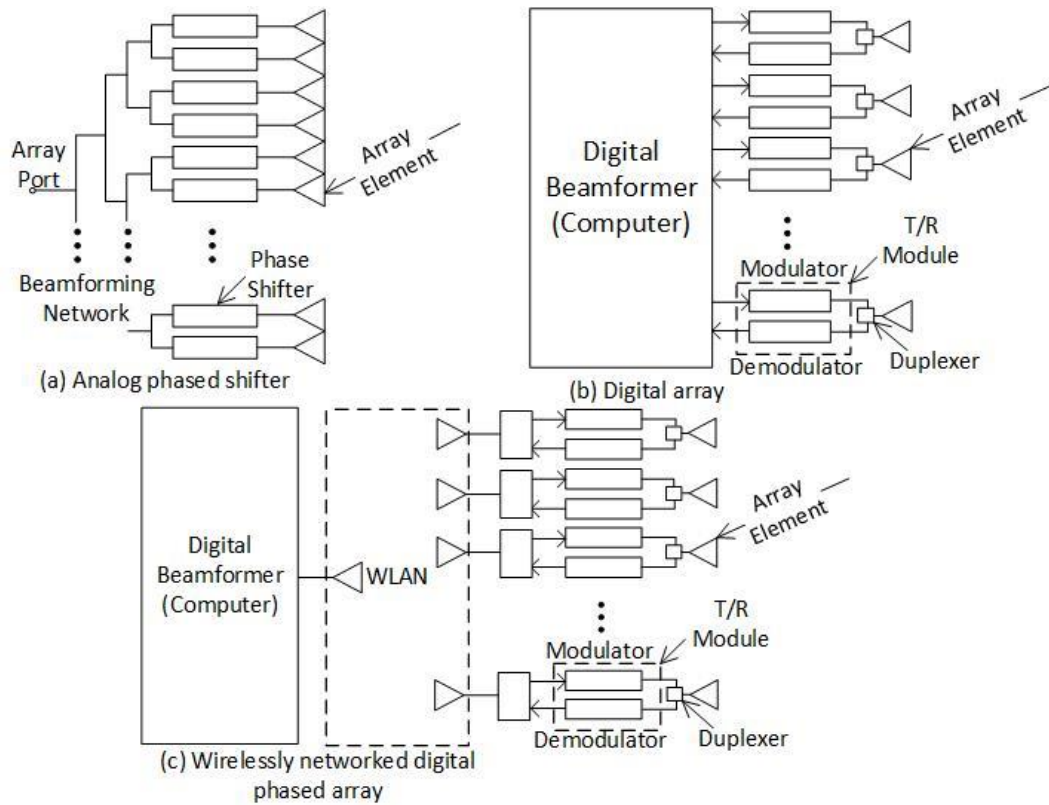 Array
Port
Array
Element
Phase
Shifter
Beamforming
Network
(a) Analog phased shifter
Digital
Beamformer
(Computer)
Array
Element
T/R
Module
Modulator
Demodulator
Duplexer
(b) Digital array
Digital
Beamformer
(Computer)
WLAN
Array
Element
T/R
Module
Modulator
Demodulator
Duplexer
(c) Wirelessly networked digital
phased array